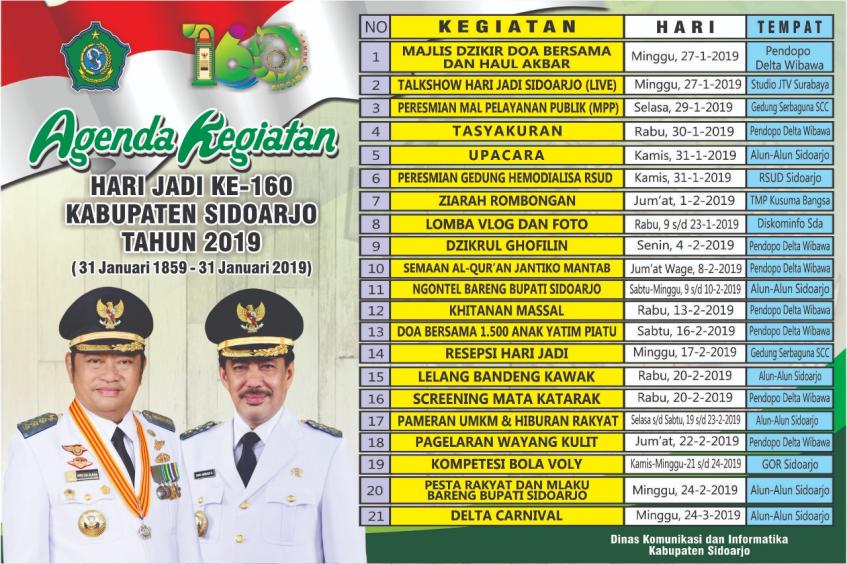 160
SIDOARJO
Agenda Kegiatan
HARI JADI KE-160
KABUPATEN SIDOARJO
TAHUN 2019
( 31 Januari 1859 - 31 Januari 2019)
NO KEGIATAN HARI TEMPAT
1 MAJLIS DZIKIR DOA BERSAMA DAN HAUL AKBAR Minggu, 27-1-2019 Pendopo Delta Wibawa
2 TALKSHOW HARI JADI SIDOARJO (LIVE) Minggu, 27-1-2019 Studio JTV Surabaya
3 PERESMIAN MAL PELAYANAN PUBLIK (MPP) Selasa, 29-1-2019 Gedung Serbaguna SCC
4 TASYAKURAN Rabu, 30-1-2019 Pendopo Delta Wibawa
5 UPACARA Kamis, 31-1-2019 Alun-Alun Sidoarjo
6 PERESMIAN GEDUNG HEMODIALISA RSUD Kamis, 31-1-2019 RSUD Sidoarjo
7 ZIARAH ROMBONGAN Jum'at, 1-2-2019 TMP Kusuma Bangsa
8 LOMBA VLOG DAN FOTO Rabu, 9 s/d 23-1-2019 Diskominfo Sda
9 DZIKRUL GHOFILIN Senin, 4 -2-2019 Pendopo Delta Wibawa
10 SEMAAN AL-QUR'AN JANTIKO MANTAB Jum'at Wage, 8-2-2019 Pendopo Delta Wibawa
11 NGONTEL BARENG BUPATI SIDOARJO Sabtu-Minggu, 9 s/d 10-2-2019 Alun-Alun Sidoarjo
12 KHITANAN MASSAL Rabu, 13-2-2019 Pendopo Delta Wibawa
13 DOA BERSAMA 1.500 ANAK YATIM PIATU Sabtu, 16-2-2019 Pendopo Delta Wibawa
14 RESEPSI HARI JADI Minggu, 17-2-2019 Gedung Serbaguna SCC
15 LELANG BANDENG KAWAK Rabu, 20-2-2019 Alun-Alun Sidoarjo
16 SCREENING MATA KATARAK Rabu, 20-2-2019 Pendopo Delta Wibawa
17 PAMERAN UMKM & HIBURAN RAKYAT Selasa s/d Sabtu, 19 s/d 23-2-2019 Alun-Alun Sidoarjo
18 PAGELARAN WAYANG KULIT Jum'at, 22-2-2019 Pendopo Delta Wibawa
19 KOMPETESI BOLA VOLY Kamis-Minggu-21 s/d 24-2019 GOR Sidoarjo
20 PESTA RAKYAT DAN MLAKU BARENG BUPATI SIDOARJO Minggu, 24-2-2019 Alun-Alun Sidoarjo
21 DELTA CARNIVAL Minggu, 24-3-2019 Alun-Alun Sidoarjo
Dinas Komunikasi dan Informatika
Kabupaten Sidoarjo